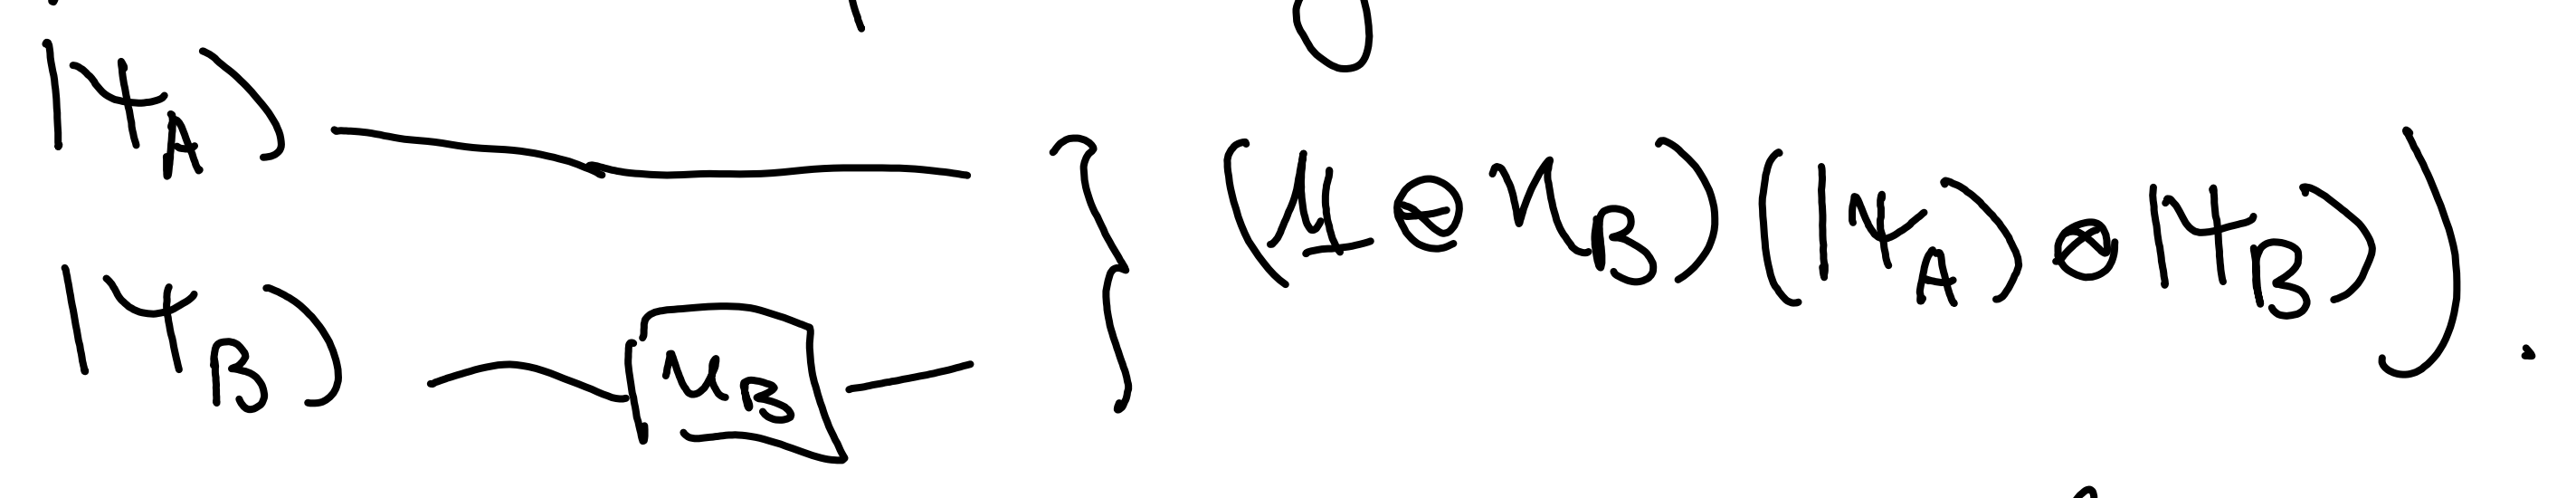 |ψ_A⟩
|ψ_B⟩ U_B } (𝟙 ⊗ U_B)(|ψ_A⟩ ⊗ |ψ_B⟩).